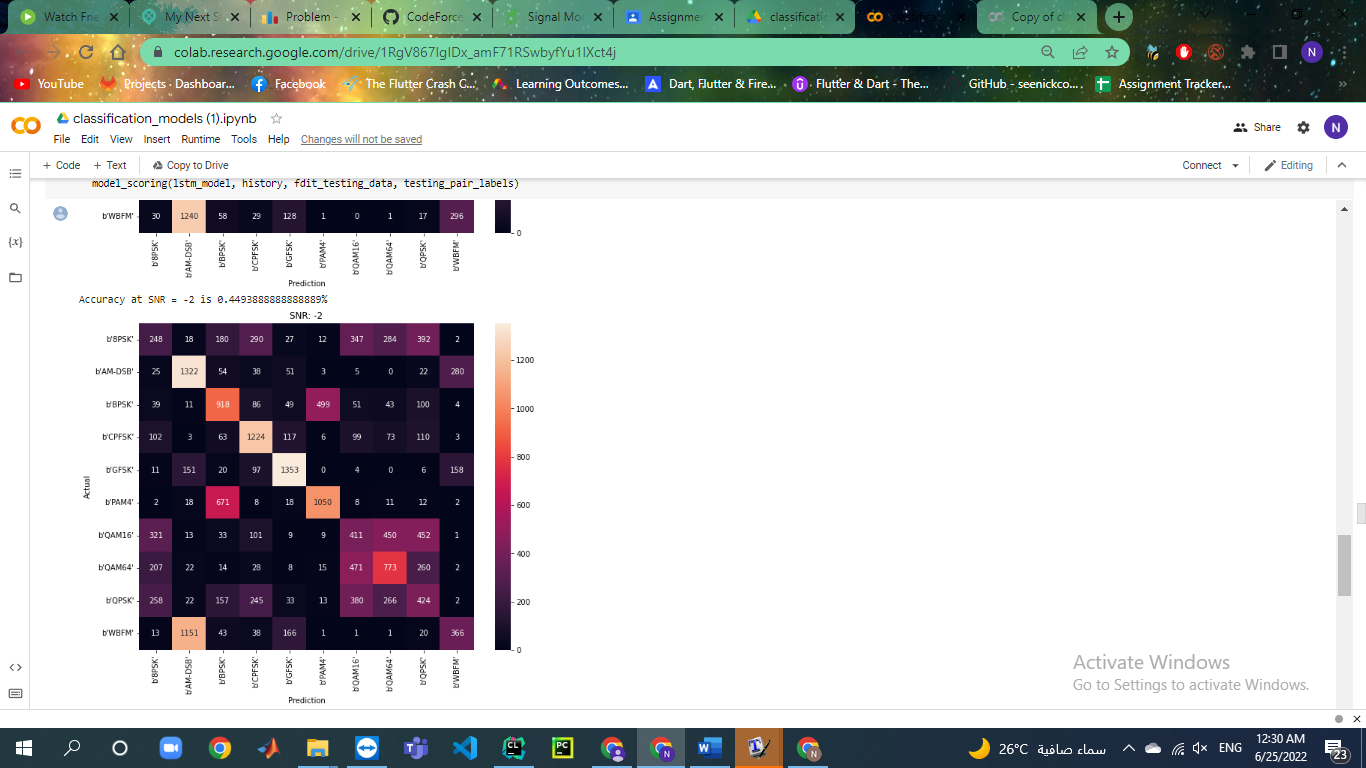 Watch Frie
My Next S
Problem -
CodeForce
Signal Mo
Assignmen
classificatio
Copy of cl
colab.research.google.com/drive/1RgV867IgIDx_amF71RSwbyfYu1IXct4j
N
YouTube
Projects · Dashboar...
Facebook
The Flutter Crash C...
Learning Outcomes...
Dart, Flutter & Fire...
Flutter & Dart - The...
GitHub - seenickco...
Assignment Tracker...
»
classification_models (1).ipynb
File Edit View Insert Runtime Tools Help Changes will not be saved
Share
N
+ Code + Text Copy to Drive
Connect
Editing
model_scoring(lstm_model, history, fdit_testing_data, testing_pair_labels)
b'WBFM' 30 1240 58 29 128 1 0 1 17 296
0
b'8PSK' b'AM-DSB' b'BPSK' b'CPFSK' b'GFSK' b'PAM4' b'QAM16' b'QAM64' b'QPSK' b'WBFM'
Prediction
Accuracy at SNR = -2 is 0.4493888888888889%
SNR: -2
b'8PSK' 248 18 180 290 27 12 347 284 392 2
b'AM-DSB' 25 1322 54 38 51 3 5 0 22 280
b'BPSK' 39 11 918 86 49 499 51 43 100 4
b'CPFSK' 102 3 63 1224 117 6 99 73 110 3
b'GFSK' 11 151 20 97 1353 0 4 0 6 158
b'PAM4' 2 18 671 8 18 1050 8 11 12 2
b'QAM16' 321 13 33 101 9 9 411 450 452 1
b'QAM64' 207 22 14 28 8 15 471 773 260 2
b'QPSK' 258 22 157 245 33 13 380 266 424 2
b'WBFM' 13 1151 43 38 166 1 1 1 20 366
Actual
1200
1000
800
600
400
200
0
b'8PSK' b'AM-DSB' b'BPSK' b'CPFSK' b'GFSK' b'PAM4' b'QAM16' b'QAM64' b'QPSK' b'WBFM'
Prediction
Activate Windows
Go to Settings to activate Windows.
26°C سماء صافية
ENG
12:30 AM
6/25/2022
23